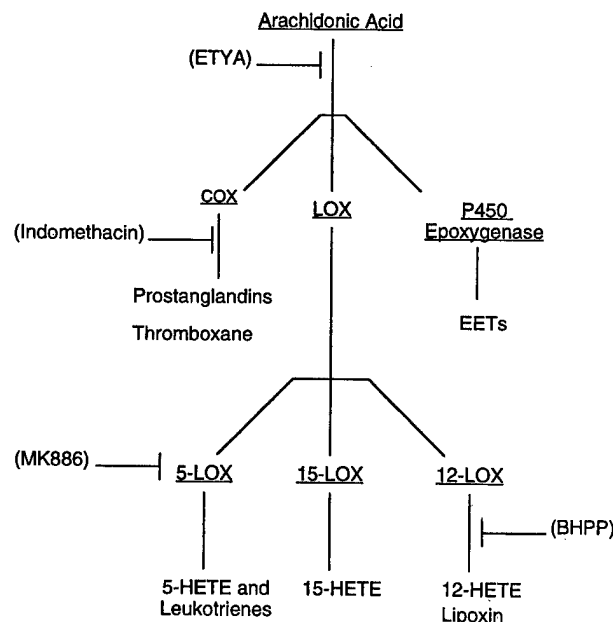 Arachidonic Acid
(ETYA)
COX
LOX
P450
Epoxygenase
(Indomethacin)
Prostanglandins
Thromboxane
EETs
(MK886)
5-LOX
15-LOX
12-LOX
(BHPP)
5-HETE and
Leukotrienes
15-HETE
12-HETE
Lipoxin